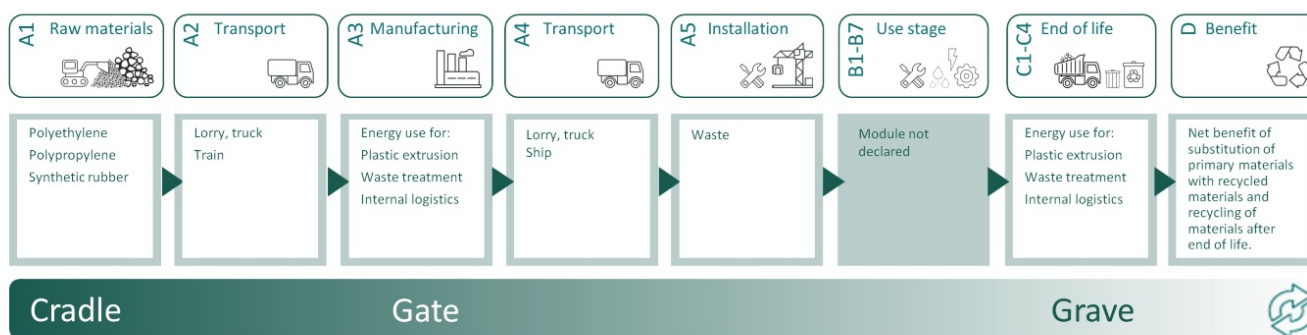 A1 Raw materials
A2 Transport
A3 Manufacturing
A4 Transport
A5 Installation
B1-B7 Use stage
C1-C4 End of life
D Benefit
Polyethylene
Polypropylene
Synthetic rubber
Lorry, truck
Train
Energy use for:
Plastic extrusion
Waste treatment
Internal logistics
Lorry, truck
Ship
Waste
Module not
declared
Energy use for:
Plastic extrusion
Waste treatment
Internal logistics
Net benefit of
substitution of
primary materials
with recycled
materials and
recycling of
materials after
end of life.
Cradle
Gate
Grave